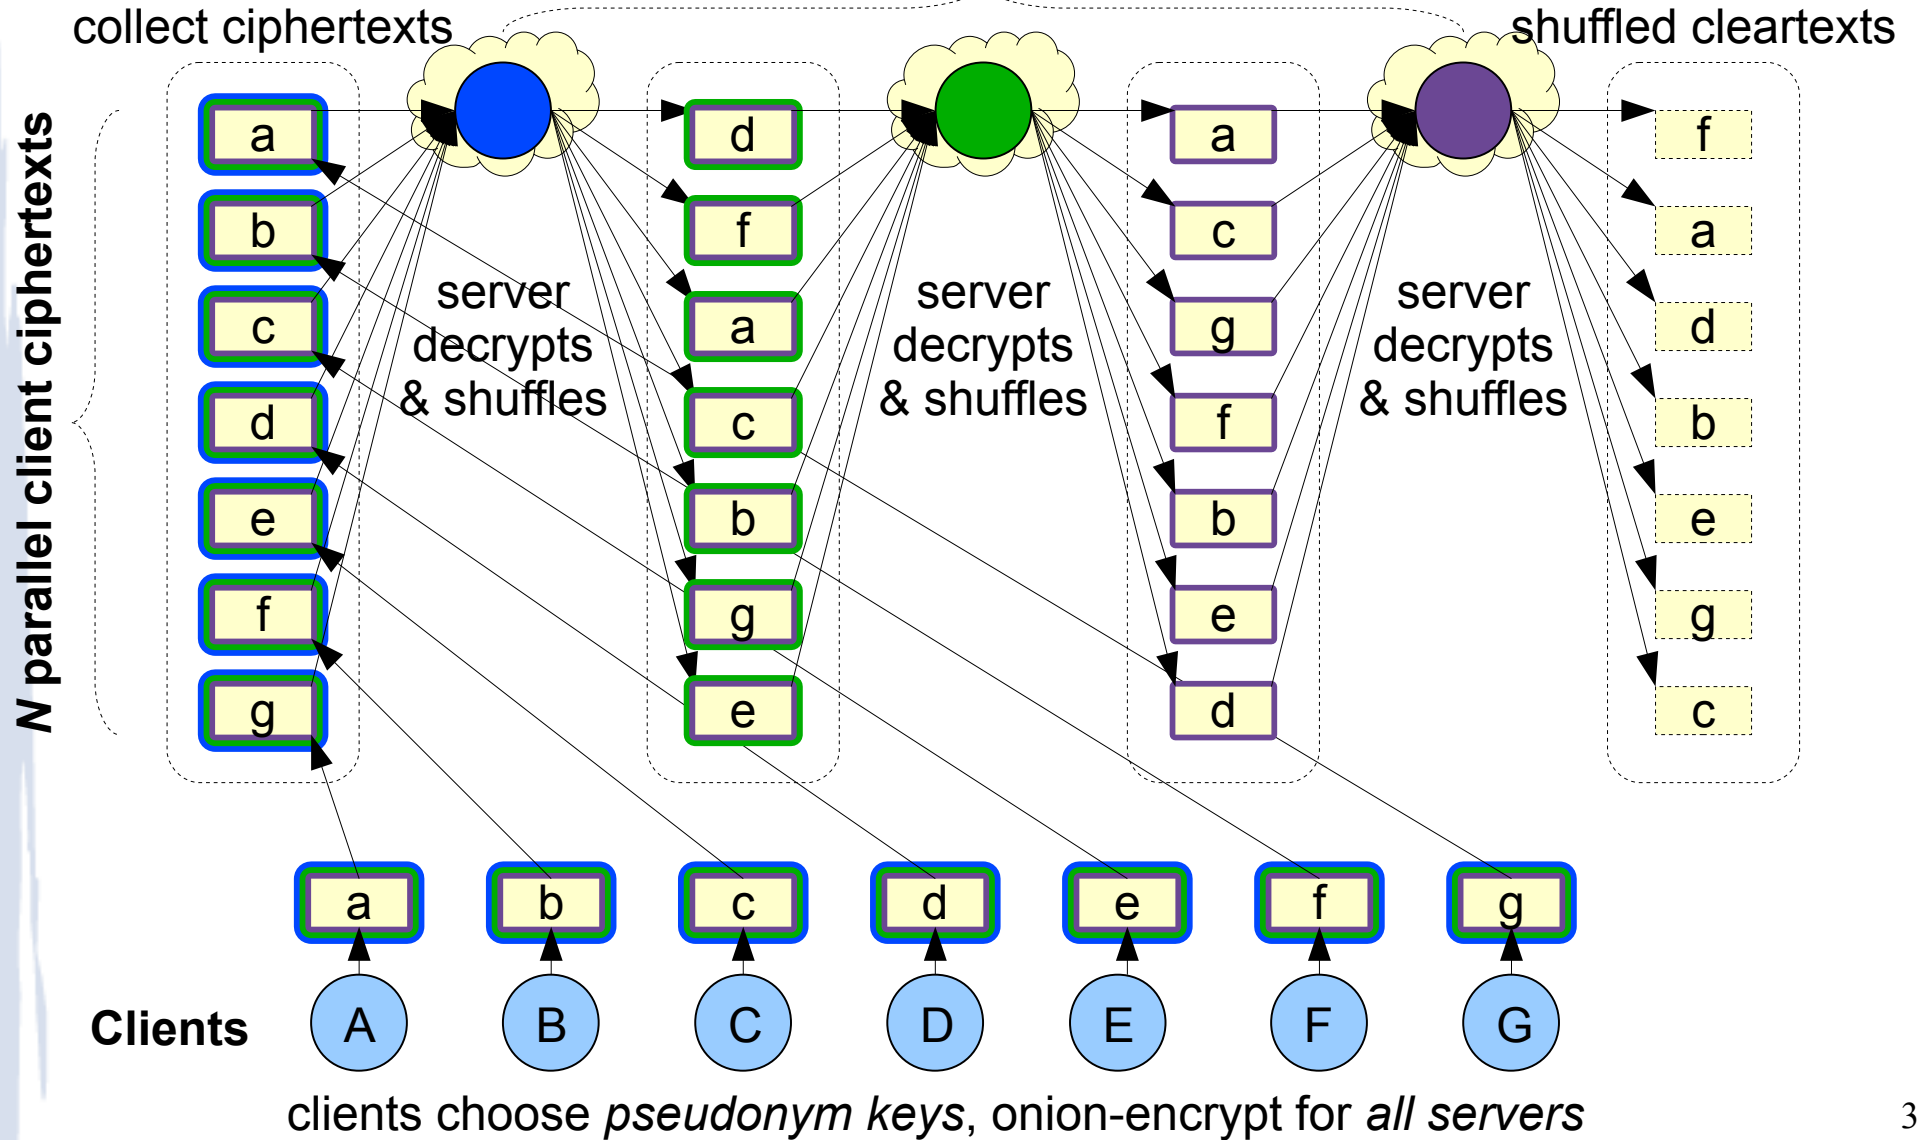 collect ciphertexts
shuffled cleartexts
N parallel client ciphertexts
a
b
c
d
e
f
g
server
decrypts
& shuffles
d
f
a
c
b
g
e
server
decrypts
& shuffles
a
c
g
f
b
e
d
server
decrypts
& shuffles
f
a
d
b
e
g
c
a b c d e f g
Clients A B C D E F G
clients choose pseudonym keys, onion-encrypt for all servers
3